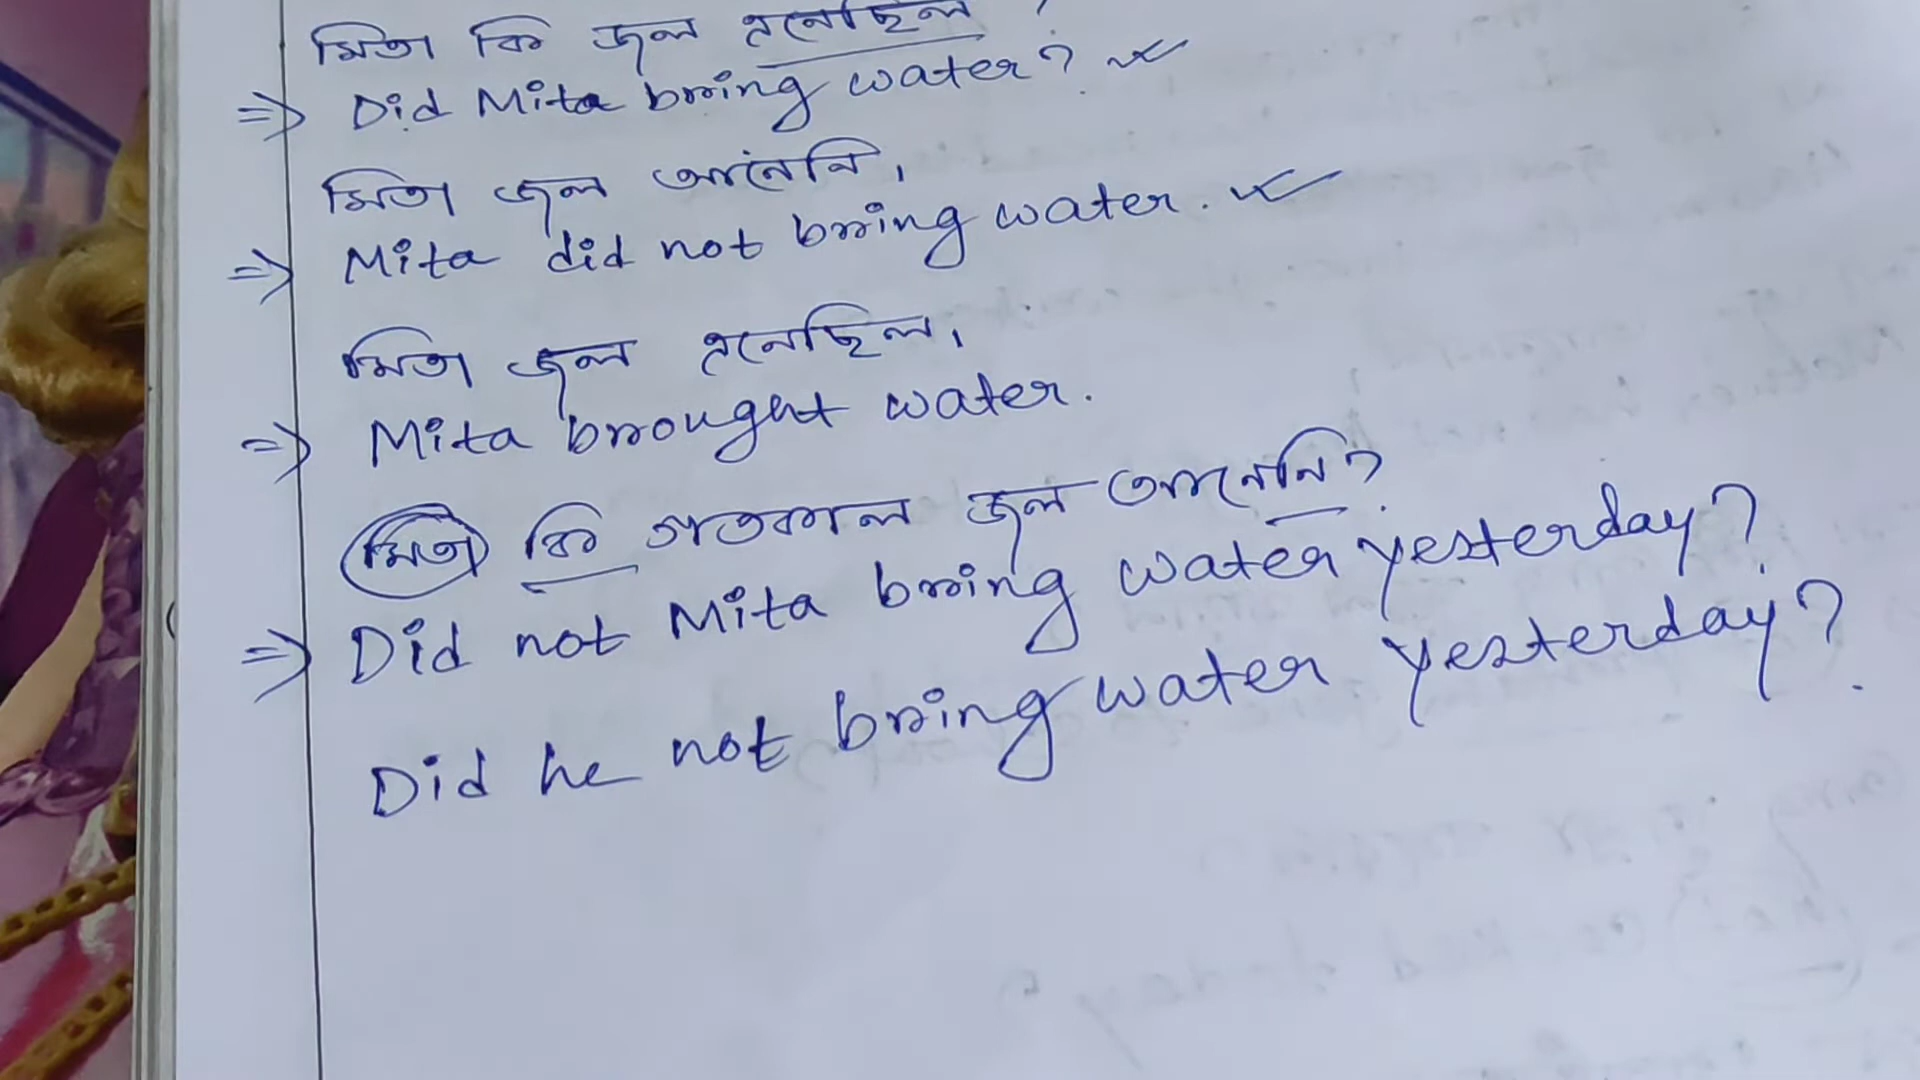 মিতা কি জল এনেছিল?
⇒ Did Mita bring water?
মিতা জল আনেনি।
⇒ Mita did not bring water.
মিতা জল এনেছিল।
⇒ Mita brought water.
মিতা কি গতকাল জল আনেনি?
⇒ Did not Mita bring water yesterday?
Did he not bring water yesterday?